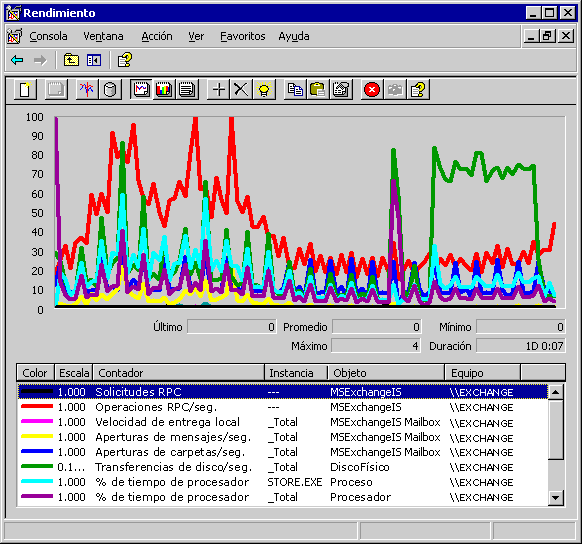 Rendimiento
Consola Ventana Acción Ver Favoritos Ayuda
100
90
80
70
60
50
40
30
20
10
0
Último 0 Promedio 0 Mínimo 0
Máximo 4 Duración 1D 0:07
Color Escala Contador Instancia Objeto Equipo
1.000 Solicitudes RPC --- MSExchangeIS \\EXCHANGE
1.000 Operaciones RPC/seg. --- MSExchangeIS \\EXCHANGE
1.000 Velocidad de entrega local _Total MSExchangeIS Mailbox \\EXCHANGE
1.000 Aperturas de mensajes/seg. _Total MSExchangeIS Mailbox \\EXCHANGE
1.000 Aperturas de carpetas/seg. _Total MSExchangeIS Mailbox \\EXCHANGE
0.1... Transferencias de disco/seg. _Total DiscoFísico \\EXCHANGE
1.000 % de tiempo de procesador STORE.EXE Proceso \\EXCHANGE
1.000 % de tiempo de procesador _Total Procesador \\EXCHANGE